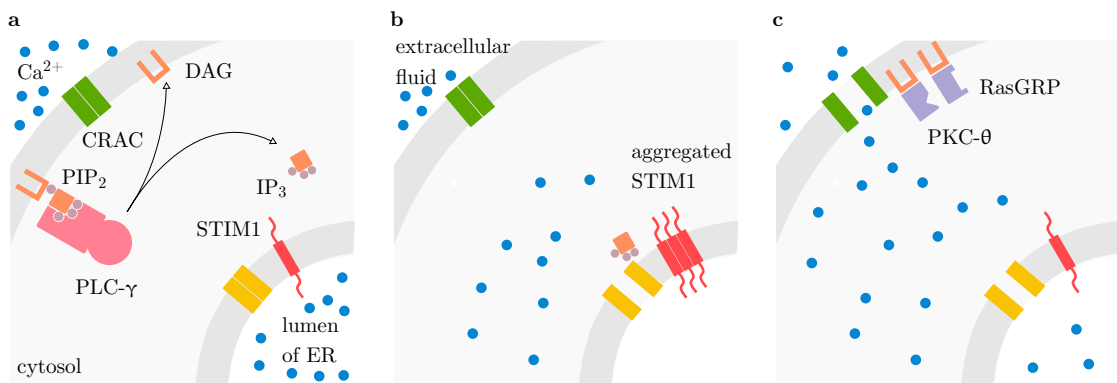 a
Ca²⁺
DAG
CRAC
PIP₂
IP₃
STIM1
PLC-γ
lumen
of ER
cytosol
b
extracellular
fluid
aggregated
STIM1
c
RasGRP
PKC-θ